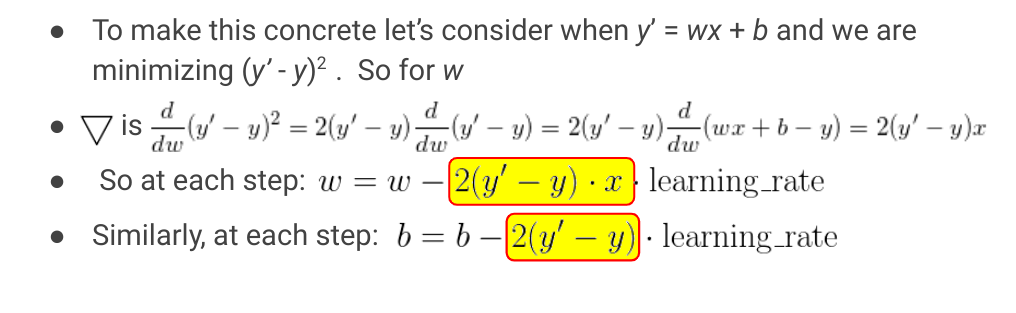 ● To make this concrete let's consider when y′ = wx + b and we are
minimizing (y′ - y)² . So for w
● ▽ is d/dw (y′ − y)² = 2(y′ − y) d/dw (y′ − y) = 2(y′ − y) d/dw (wx + b − y) = 2(y′ − y)x
● So at each step: w = w − 2(y′ − y) · x · learning_rate
● Similarly, at each step: b = b − 2(y′ − y) · learning_rate